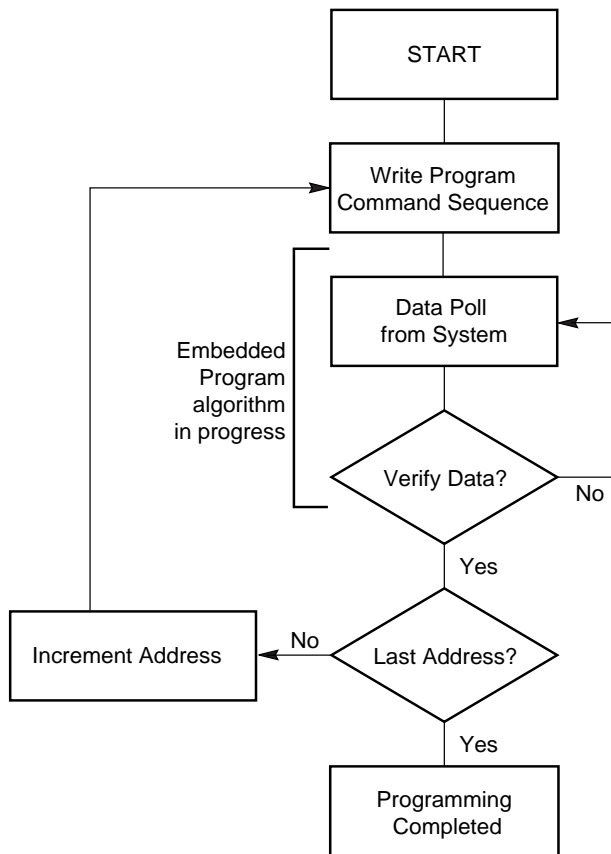 START
Write Program
Command Sequence
Data Poll
from System
Embedded
Program
algorithm
in progress
Verify Data?
No
Yes
No
Increment Address
Last Address?
Yes
Programming
Completed